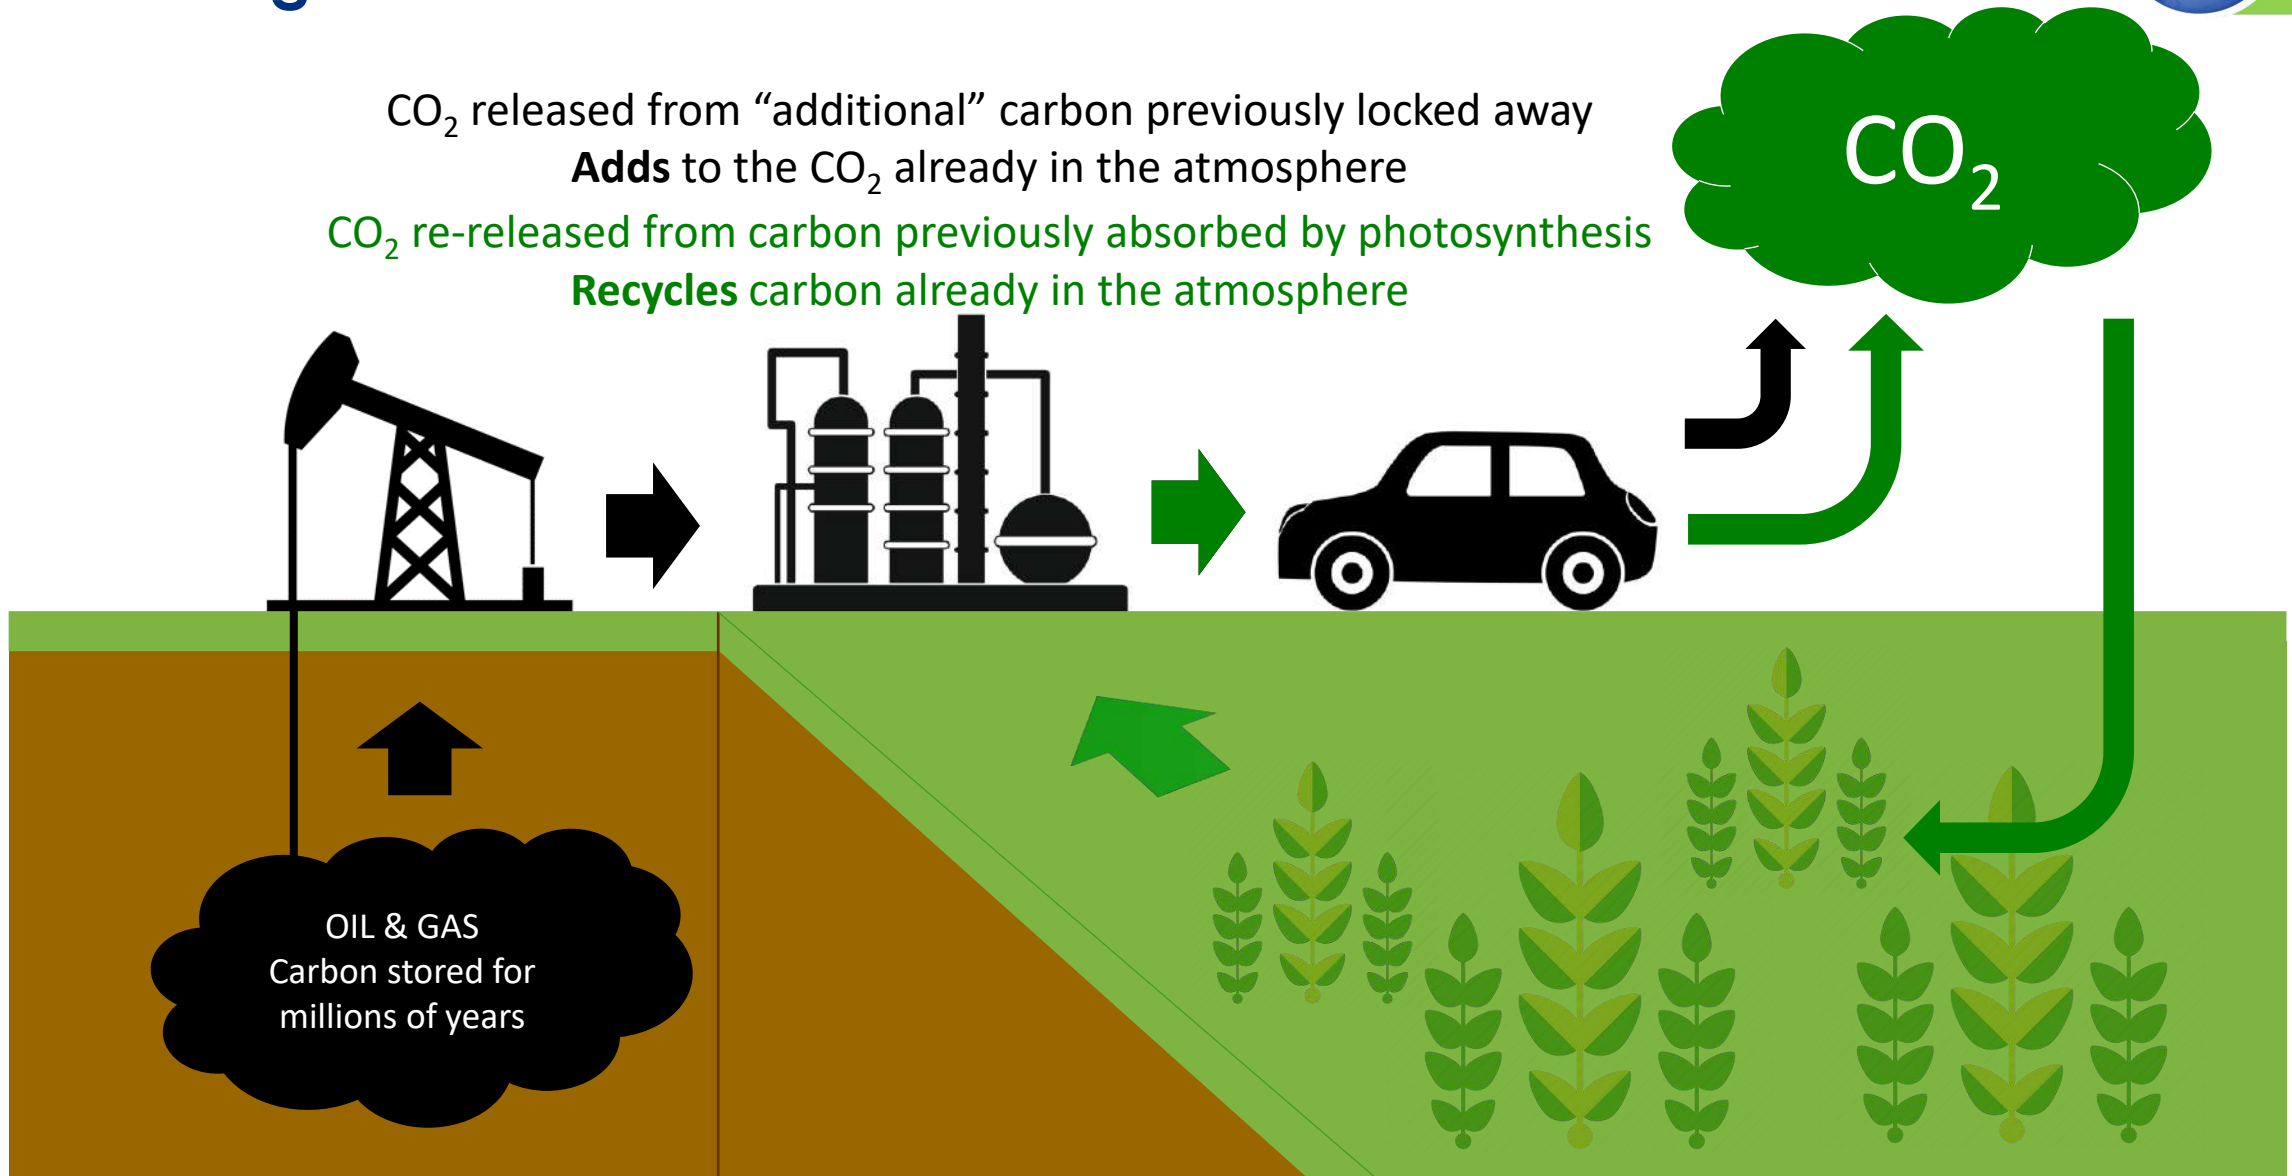 CO₂ released from “additional” carbon previously locked away
Adds to the CO₂ already in the atmosphere
CO₂ re-released from carbon previously absorbed by photosynthesis
Recycles carbon already in the atmosphere
CO₂
OIL & GAS
Carbon stored for
millions of years